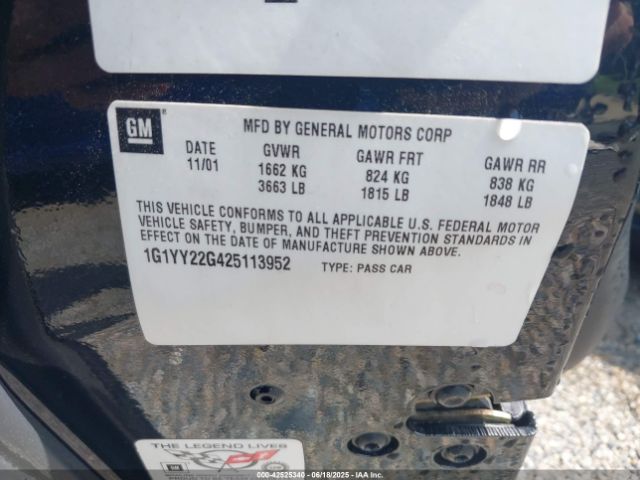 GM
MFD BY GENERAL MOTORS CORP
DATE GVWR GAWR FRT GAWR RR
11/01 1662 KG 824 KG 838 KG
3663 LB 1815 LB 1848 LB
THIS VEHICLE CONFORMS TO ALL APPLICABLE U.S. FEDERAL MOTOR
VEHICLE SAFETY, BUMPER, AND THEFT PREVENTION STANDARDS IN
EFFECT ON THE DATE OF MANUFACTURE SHOWN ABOVE.
1G1YY22G425113952 TYPE: PASS CAR
THE LEGEND LIVES
GM
000-42525340 - 06/18/2025 - IAA Inc.